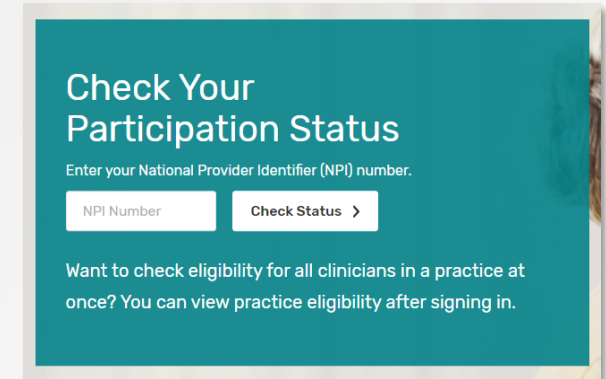 Check Your
Participation Status
Enter your National Provider Identifier (NPI) number.
NPI Number
Check Status
Want to check eligibility for all clinicians in a practice at
once? You can view practice eligibility after signing in.